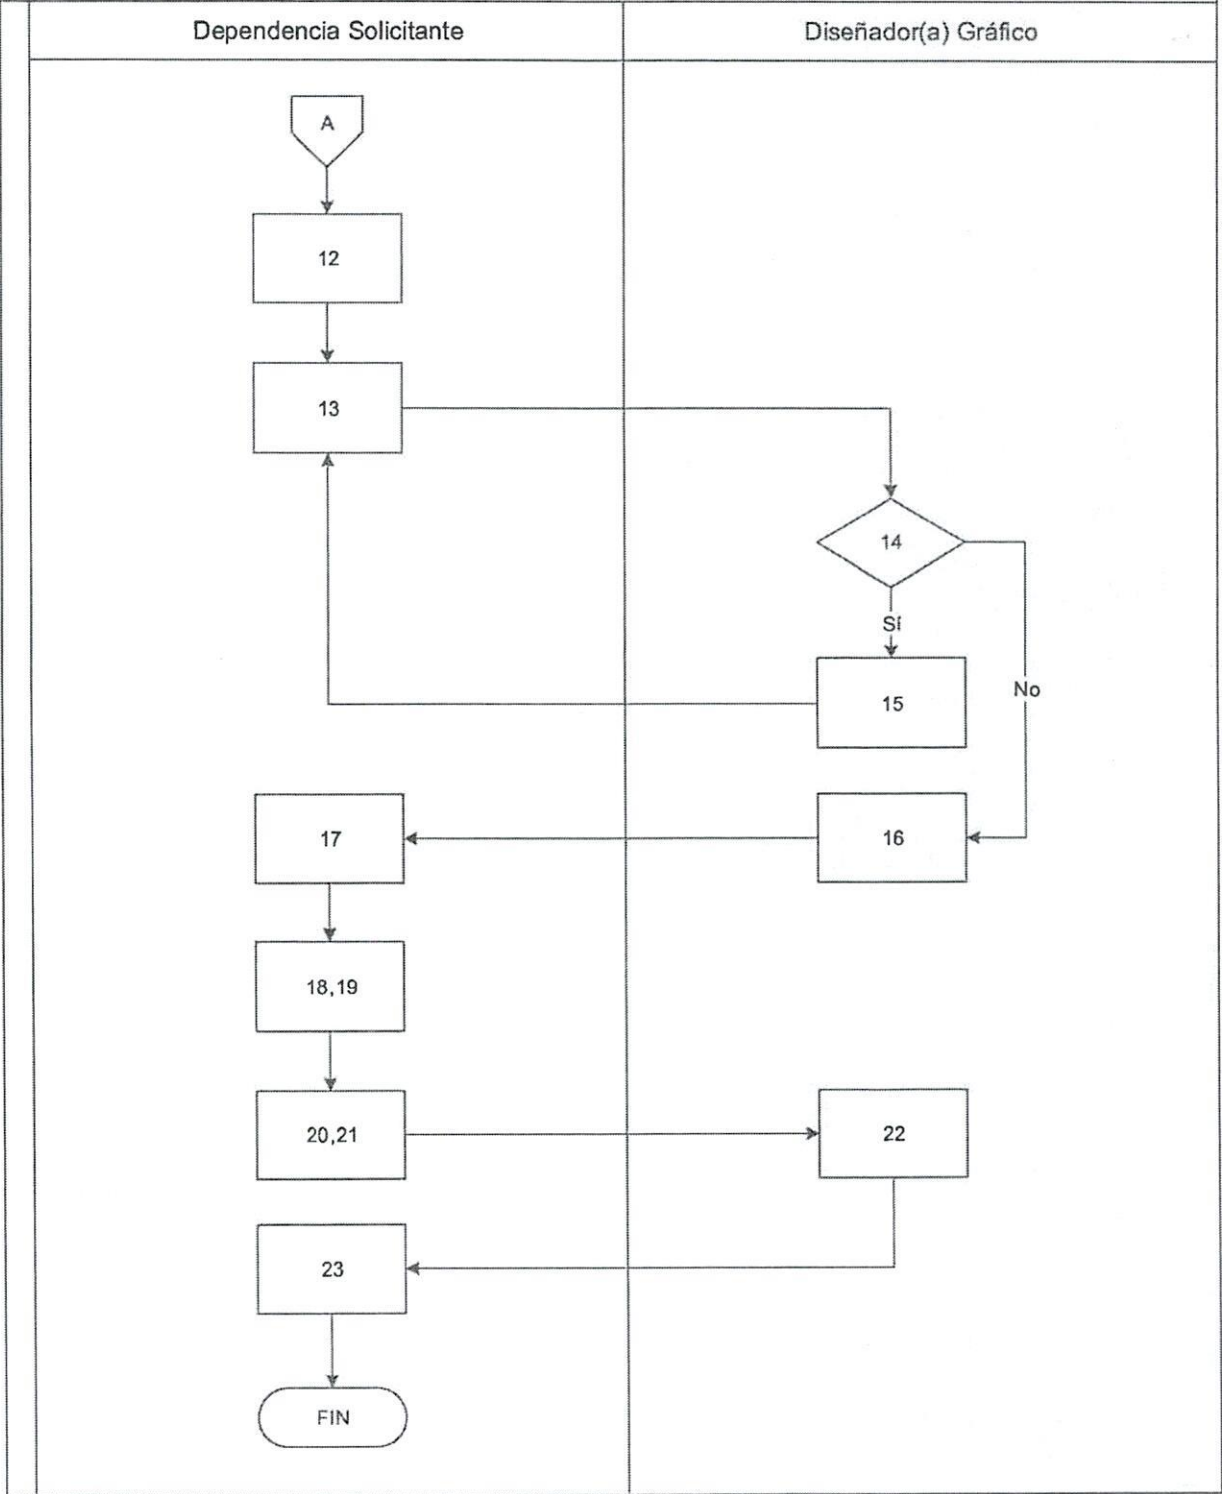 Dependencia Solicitante
Diseñador(a) Gráfico
A
12
13
14
Sí
15
No
17
16
18,19
20,21
22
23
FIN